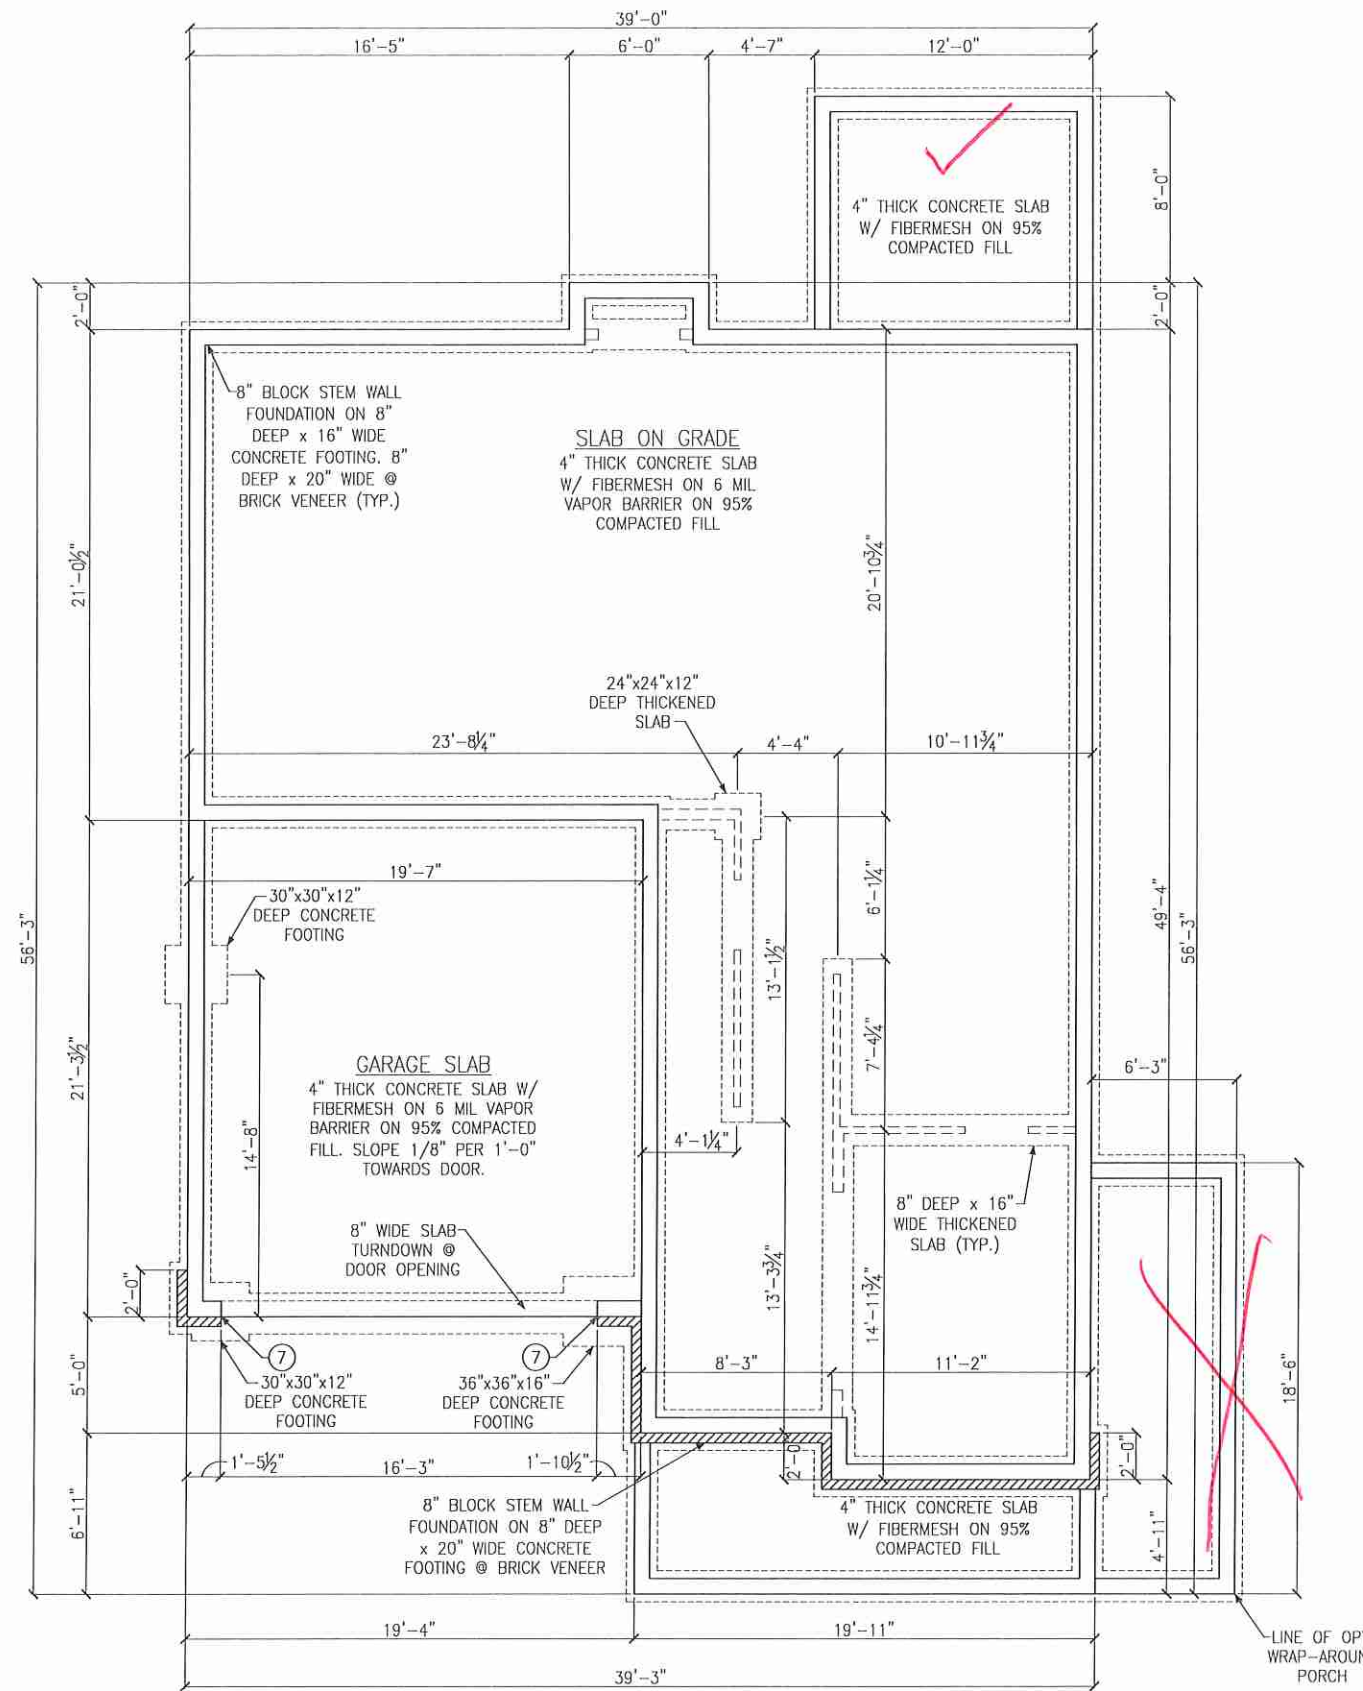 39'-0"
16'-5"
6'-0"
4'-7"
12'-0"
8'-0"
4" THICK CONCRETE SLAB
W/ FIBERMESH ON 95%
COMPACTED FILL
2'-0"
2'-0"
8" BLOCK STEM WALL
FOUNDATION ON 8"
DEEP x 16" WIDE
CONCRETE FOOTING. 8"
DEEP x 20" WIDE @
BRICK VENEER (TYP.)
SLAB ON GRADE
4" THICK CONCRETE SLAB
W/ FIBERMESH ON 6 MIL
VAPOR BARRIER ON 95%
COMPACTED FILL
21'-0½"
20'-10¾"
24"x24"x12"
DEEP THICKENED
SLAB
23'-8¼"
4'-4"
10'-11¾"
19'-7"
30"x30"x12"
DEEP CONCRETE
FOOTING
6'-1¼"
49'-4"
56'-3"
56'-3"
13'-1½"
7'-4¼"
21'-3½"
GARAGE SLAB
4" THICK CONCRETE SLAB W/
FIBERMESH ON 6 MIL VAPOR
BARRIER ON 95% COMPACTED
FILL. SLOPE 1/8" PER 1'-0"
TOWARDS DOOR.
14'-8"
6'-3"
4'-1¼"
8" DEEP x 16"
WIDE THICKENED
SLAB (TYP.)
8" WIDE SLAB
TURNDOWN @
DOOR OPENING
2'-0"
13'-3¾"
14'-11¾"
7
7
30"x30"x12"
DEEP CONCRETE
FOOTING
36"x36"x16"
DEEP CONCRETE
FOOTING
8'-3"
11'-2"
5'-0"
18'-6"
1'-5½"
16'-3"
1'-10½"
2'-0"
2'-0"
8" BLOCK STEM WALL
FOUNDATION ON 8" DEEP
x 20" WIDE CONCRETE
FOOTING @ BRICK VENEER
4" THICK CONCRETE SLAB
W/ FIBERMESH ON 95%
COMPACTED FILL
6'-11"
4'-11"
19'-4"
19'-11"
LINE OF OP
WRAP-AROUN
PORCH
39'-3"